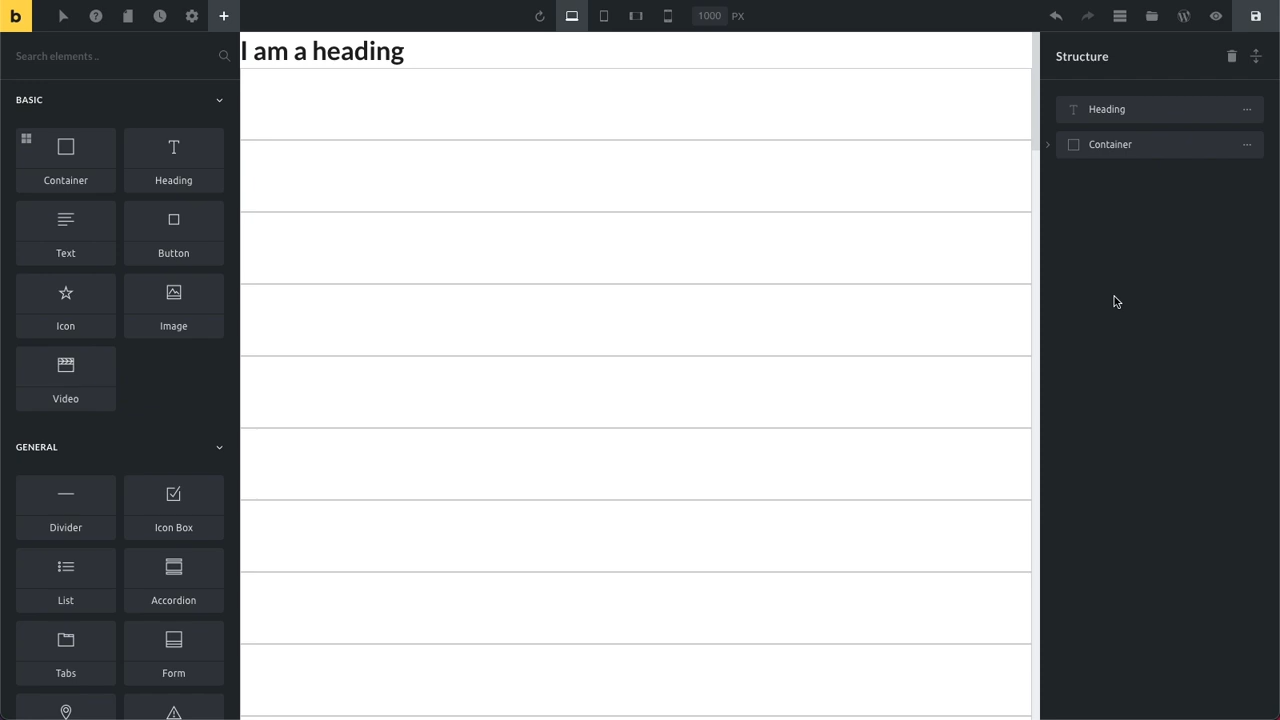 b
1000 PX
Search elements ..
BASIC
Container
Heading
Text
Button
Icon
Image
Video
GENERAL
Divider
Icon Box
List
Accordion
Tabs
Form
I am a heading
Structure
Heading
Container